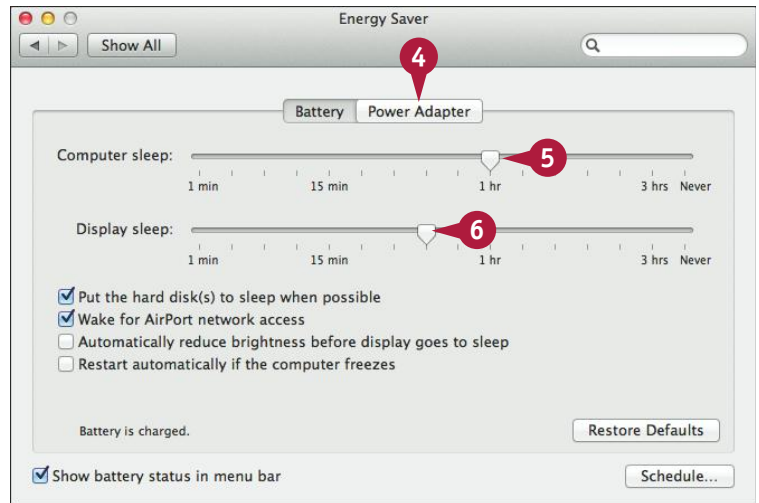 Energy Saver
Show All
4
Battery Power Adapter
Computer sleep:
5
1 min 15 min 1 hr 3 hrs Never
Display sleep:
6
1 min 15 min 1 hr 3 hrs Never
Put the hard disk(s) to sleep when possible
Wake for AirPort network access
Automatically reduce brightness before display goes to sleep
Restart automatically if the computer freezes
Battery is charged. Restore Defaults
Show battery status in menu bar Schedule...